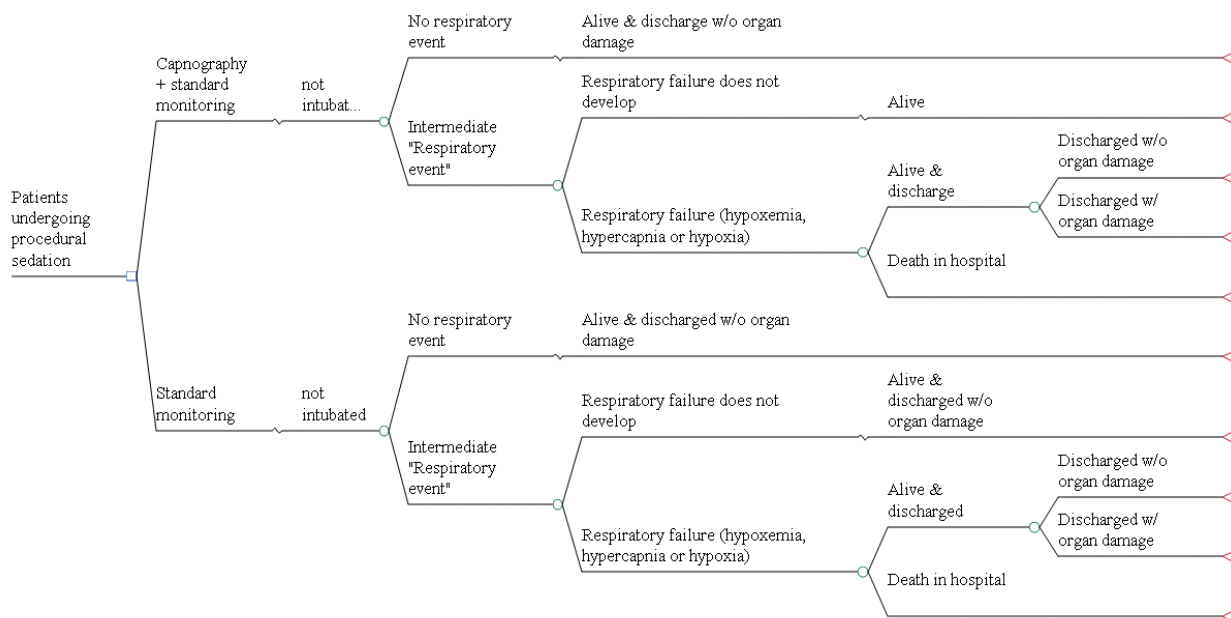 No respiratory
event
Alive & discharge w/o organ
damage
Capnography
+ standard
monitoring
not
intubat...
Respiratory failure does not
develop
Alive
Intermediate
"Respiratory
event"
Discharged w/o
organ damage
Alive &
discharge
Discharged w/
organ damage
Patients
undergoing
procedural
sedation
Respiratory failure (hypoxemia,
hypercapnia or hypoxia)
Death in hospital
No respiratory
event
Alive & discharged w/o organ
damage
Standard
monitoring
not
intubated
Respiratory failure does not
develop
Alive &
discharged w/o
organ damage
Intermediate
"Respiratory
event"
Discharged w/o
organ damage
Alive &
discharged
Discharged w/
organ damage
Respiratory failure (hypoxemia,
hypercapnia or hypoxia)
Death in hospital